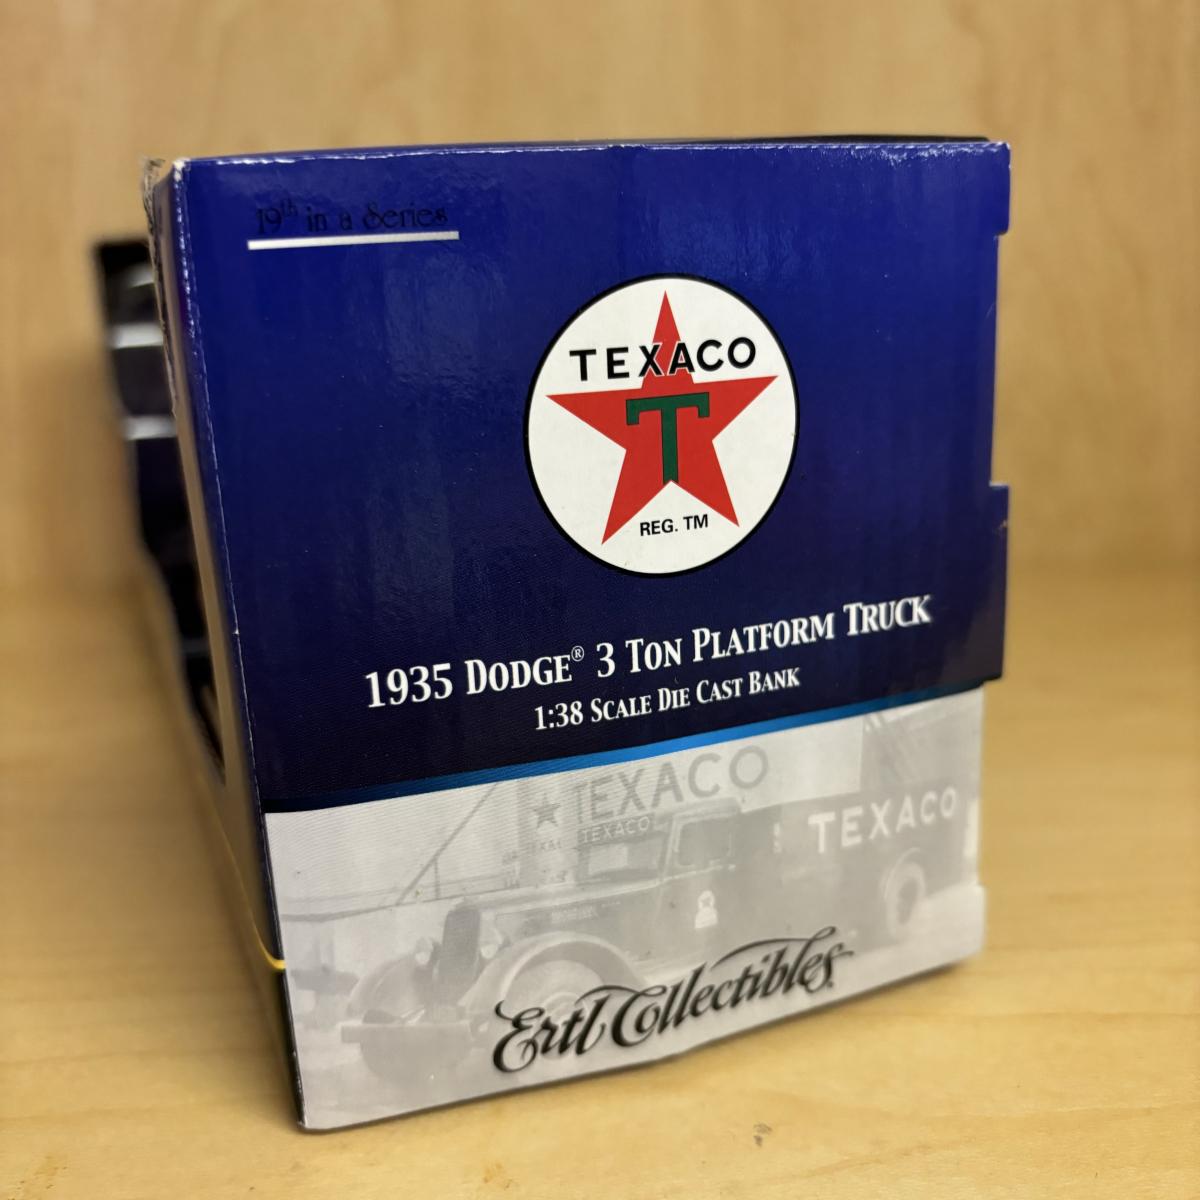 19th in a Series
TEXACO
T
REG. TM
1935 DODGE® 3 TON PLATFORM TRUCK
1:38 SCALE DIE CAST BANK
TEXACO
TEXACO
TEXACO
Ertl Collectibles